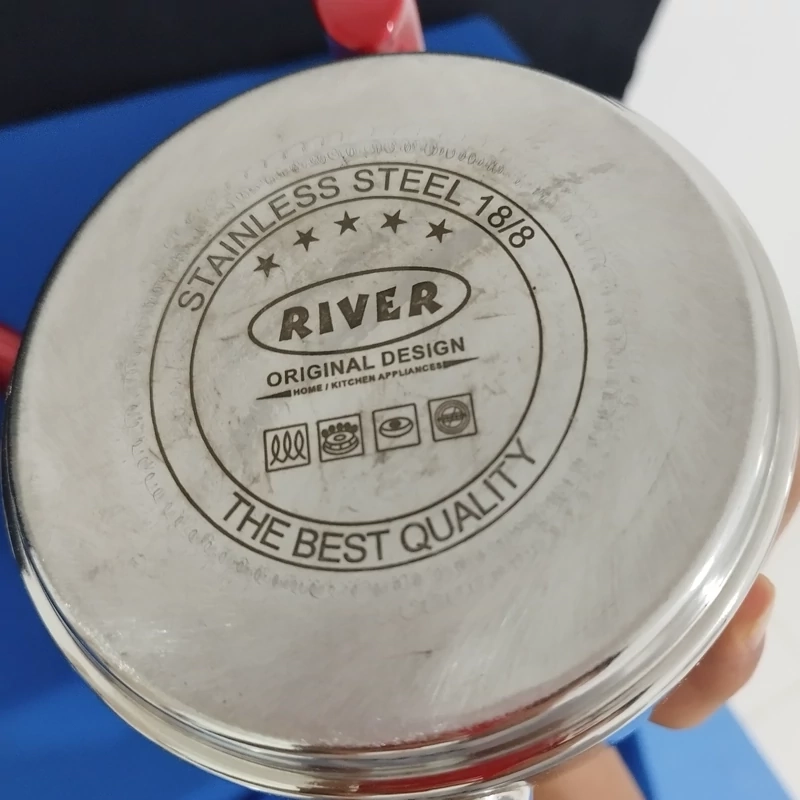 STAINLESS STEEL 18/8
RIVER
ORIGINAL DESIGN
HOME / KITCHEN APPLIANCES
THE BEST QUALITY